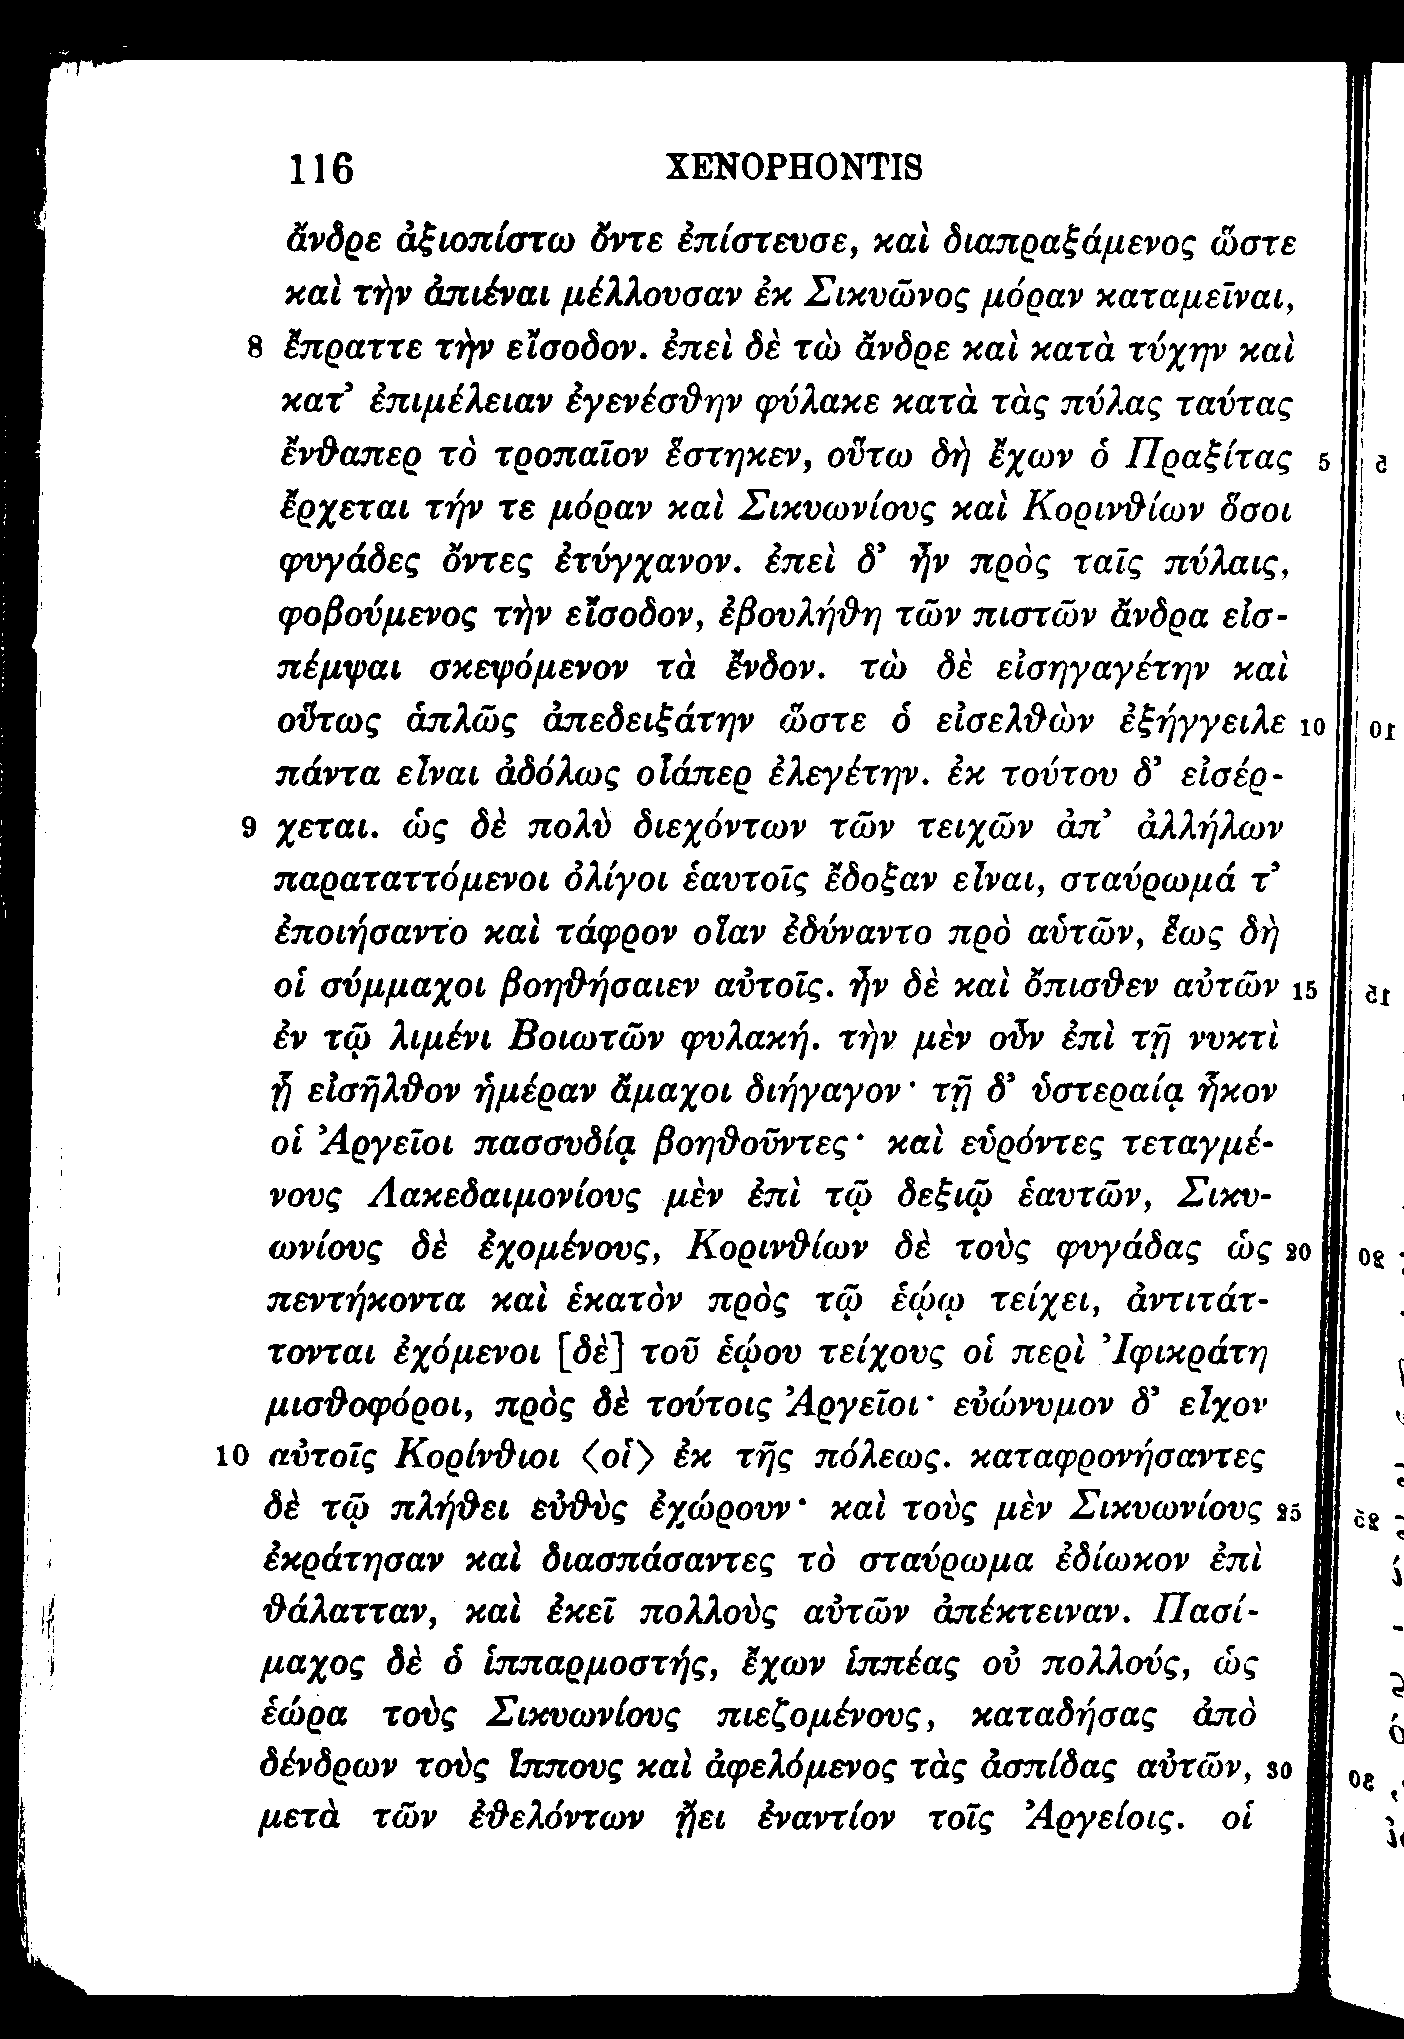 116 XENOPHONTIS
ἄνδρε ἀξιοπίστω ὄντε ἐπίστευσε, καὶ διαπραξάμενος ὥστε
καὶ τὴν ἀπιέναι μέλλουσαν ἐκ Σικυῶνος μόραν καταμεῖναι,
8 ἔπραττε τὴν εἴσοδον. ἐπεὶ δὲ τὼ ἄνδρε καὶ κατὰ τύχην καὶ
κατ’ ἐπιμέλειαν ἐγενέσθην φύλακε κατὰ τὰς πύλας ταύτας
ἔνθαπερ τὸ τροπαῖον ἕστηκεν, οὕτω δὴ ἔχων ὁ Πραξίτας 5
ἔρχεται τήν τε μόραν καὶ Σικυωνίους καὶ Κορινθίων ὅσοι
φυγάδες ὄντες ἐτύγχανον. ἐπεὶ δ’ ἦν πρὸς ταῖς πύλαις,
φοβούμενος τὴν εἴσοδον, ἐβουλήθη τῶν πιστῶν ἄνδρα εἰσ-
πέμψαι σκεψόμενον τὰ ἔνδον. τὼ δὲ εἰσηγαγέτην καὶ
οὕτως ἁπλῶς ἀπεδειξάτην ὥστε ὁ εἰσελθὼν ἐξήγγειλε 10
πάντα εἶναι ἀδόλως οἷάπερ ἐλεγέτην. ἐκ τούτου δ’ εἰσέρ-
9 χεται. ὡς δὲ πολὺ διεχόντων τῶν τειχῶν ἀπ’ ἀλλήλων
παραταττόμενοι ὀλίγοι ἑαυτοῖς ἔδοξαν εἶναι, σταύρωμά τ’
ἐποιήσαντο καὶ τάφρον οἵαν ἐδύναντο πρὸ αὑτῶν, ἕως δὴ
οἱ σύμμαχοι βοηθήσαιεν αὐτοῖς. ἦν δὲ καὶ ὄπισθεν αὐτῶν 15
ἐν τῷ λιμένι Βοιωτῶν φυλακή. τὴν μὲν οὖν ἐπὶ τῇ νυκτὶ
ᾗ εἰσῆλθον ἡμέραν ἄμαχοι διήγαγον· τῇ δ’ ὑστεραίᾳ ἧκον
οἱ Ἀργεῖοι πασσυδίᾳ βοηθοῦντες· καὶ εὑρόντες τεταγμέ-
νους Λακεδαιμονίους μὲν ἐπὶ τῷ δεξιῷ ἑαυτῶν, Σικυ-
ωνίους δὲ ἐχομένους, Κορινθίων δὲ τοὺς φυγάδας ὡς 20
πεντήκοντα καὶ ἑκατὸν πρὸς τῷ ἑῴῳ τείχει, ἀντιτάτ-
τονται ἐχόμενοι [δὲ] τοῦ ἑῴου τείχους οἱ περὶ Ἰφικράτη
μισθοφόροι, πρὸς δὲ τούτοις Ἀργεῖοι· εὐώνυμον δ’ εἶχον
10 αὐτοῖς Κορίνθιοι ⟨οἱ⟩ ἐκ τῆς πόλεως. καταφρονήσαντες
δὲ τῷ πλήθει εὐθὺς ἐχώρουν· καὶ τοὺς μὲν Σικυωνίους 25
ἐκράτησαν καὶ διασπάσαντες τὸ σταύρωμα ἐδίωκον ἐπὶ
θάλατταν, καὶ ἐκεῖ πολλοὺς αὐτῶν ἀπέκτειναν. Πασί-
μαχος δὲ ὁ ἱππαρμοστής, ἔχων ἱππέας οὐ πολλούς, ὡς
ἑώρα τοὺς Σικυωνίους πιεζομένους, καταδήσας ἀπὸ
δένδρων τοὺς ἵππους καὶ ἀφελόμενος τὰς ἀσπίδας αὐτῶν, 30
μετὰ τῶν ἐθελόντων ᾔει ἐναντίον τοῖς Ἀργείοις. οἱ